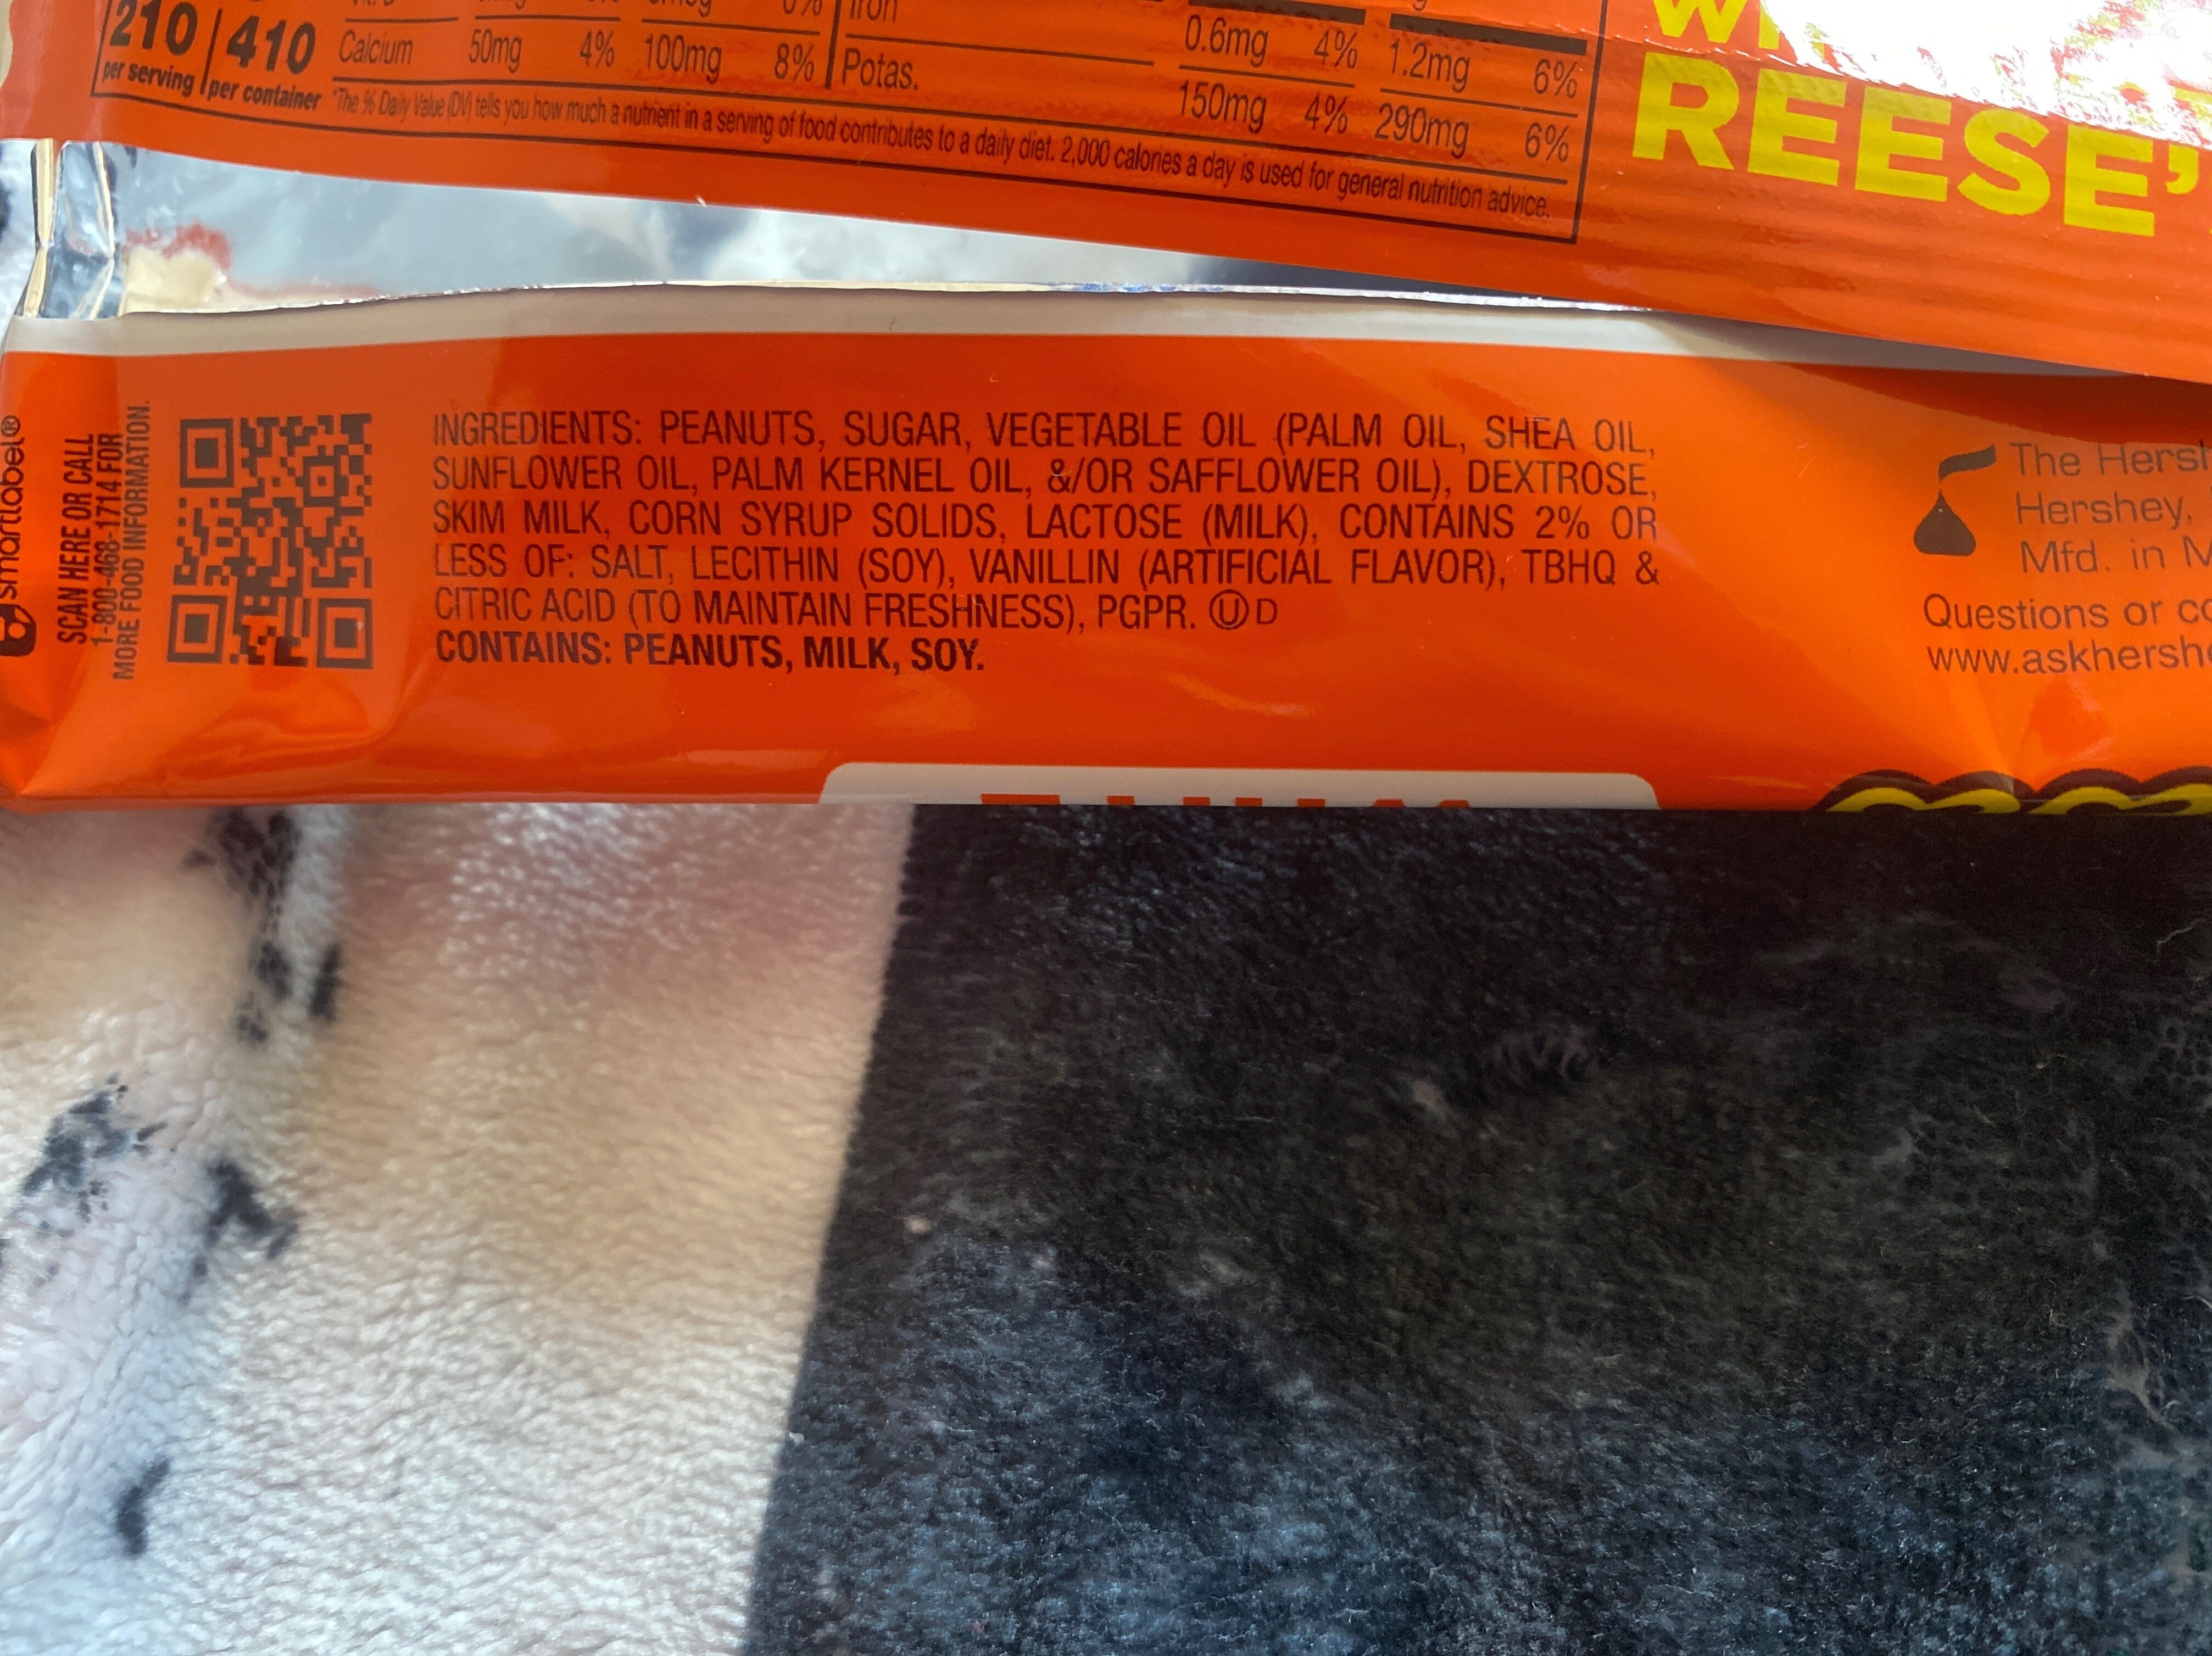 Iron
210 410 Calcium 50mg 4% 100mg 8% Potas. 0.6mg 4% 1.2mg 6%
per serving per container 150mg 4% 290mg 6%
*The % Daily Value (DV) tells you how much a nutrient in a serving of food contributes to a daily diet. 2,000 calories a day is used for general nutrition advice.
REESE'
smartlabel®
SCAN HERE OR CALL
1-800-468-1714 FOR
MORE FOOD INFORMATION.
INGREDIENTS: PEANUTS, SUGAR, VEGETABLE OIL (PALM OIL, SHEA OIL,
SUNFLOWER OIL, PALM KERNEL OIL, &/OR SAFFLOWER OIL), DEXTROSE,
SKIM MILK, CORN SYRUP SOLIDS, LACTOSE (MILK), CONTAINS 2% OR
LESS OF: SALT, LECITHIN (SOY), VANILLIN (ARTIFICIAL FLAVOR), TBHQ &
CITRIC ACID (TO MAINTAIN FRESHNESS), PGPR. Ⓤ D
CONTAINS: PEANUTS, MILK, SOY.
The Hersh
Hershey,
Mfd. in
Questions or co
www.askhershe